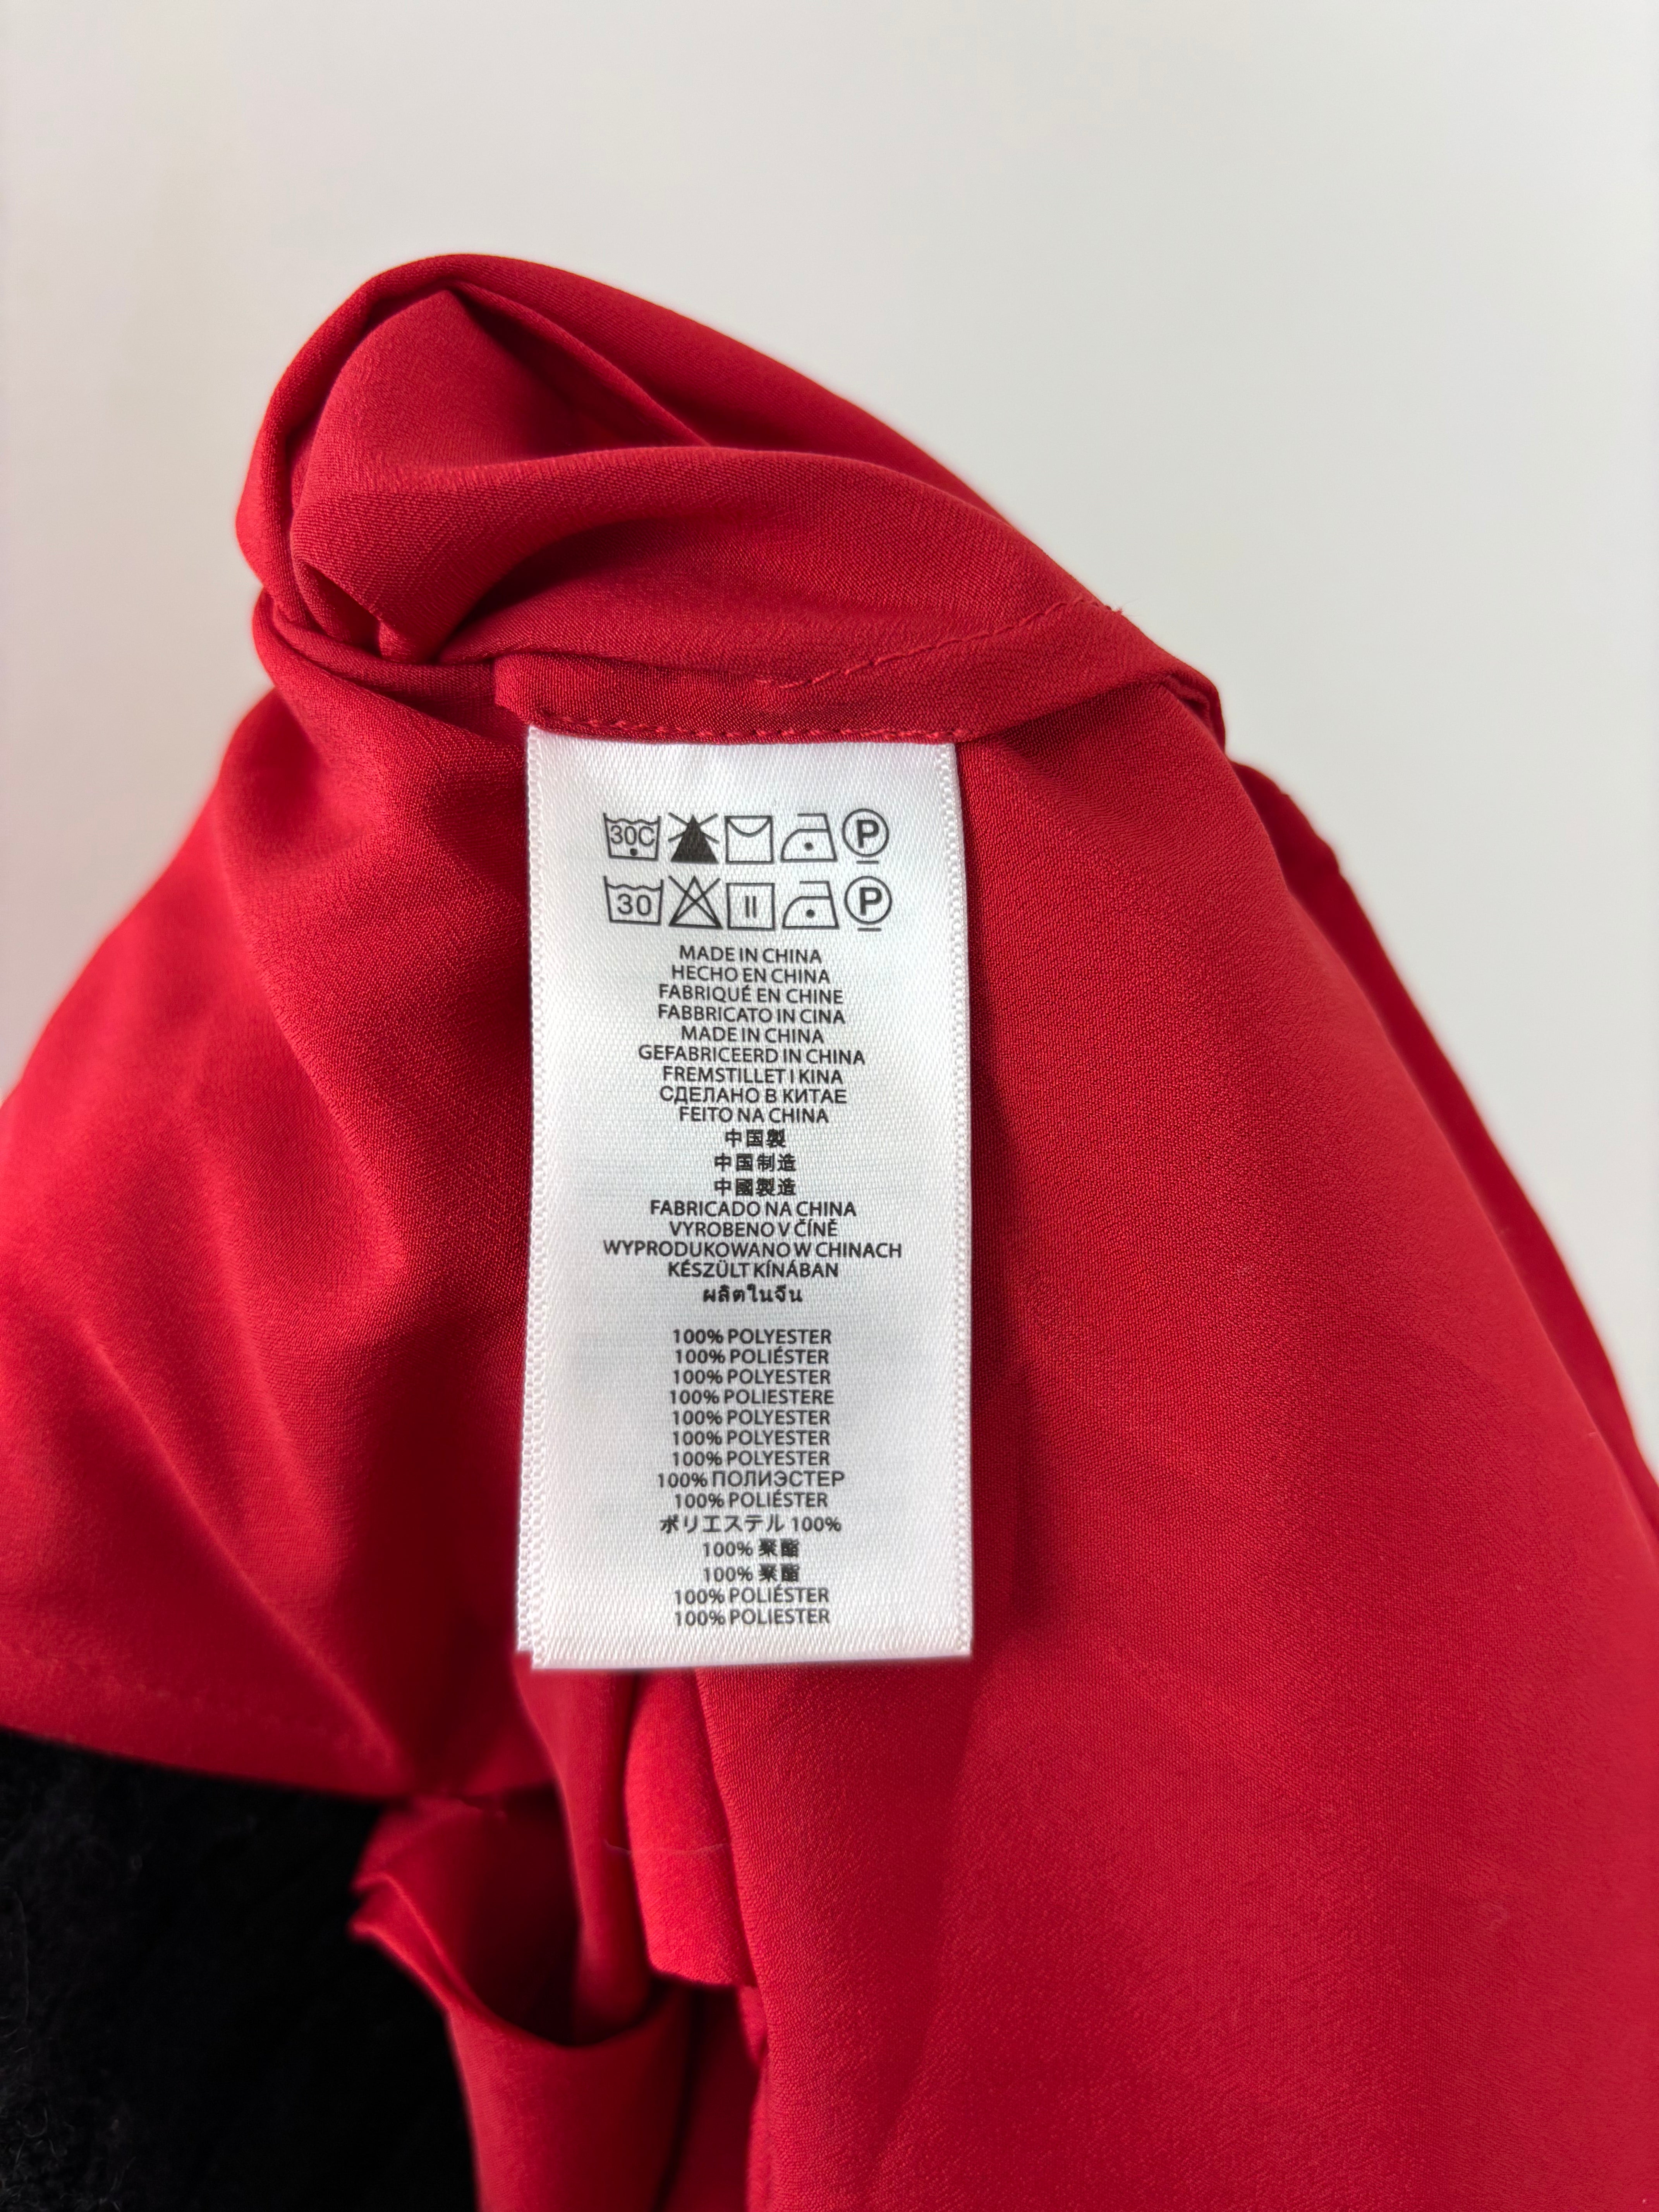 30C P
30 II P
MADE IN CHINA
HECHO EN CHINA
FABRIQUÉ EN CHINE
FABBRICATO IN CINA
MADE IN CHINA
GEFABRICEERD IN CHINA
FREMSTILLET I KINA
СДЕЛАНО В КИТАЕ
FEITO NA CHINA
中国製
中国制造
中國製造
FABRICADO NA CHINA
VYROBENO V ČÍNĚ
WYPRODUKOWANO W CHINACH
KÉSZÜLT KÍNÁBAN
ผลิตในจีน
100% POLYESTER
100% POLIÉSTER
100% POLYESTER
100% POLIESTERE
100% POLYESTER
100% POLYESTER
100% POLYESTER
100% ПОЛИЭСТЕР
100% POLIÉSTER
ポリエステル 100%
100% 聚酯
100% 聚酯
100% POLIÉSTER
100% POLIESTER